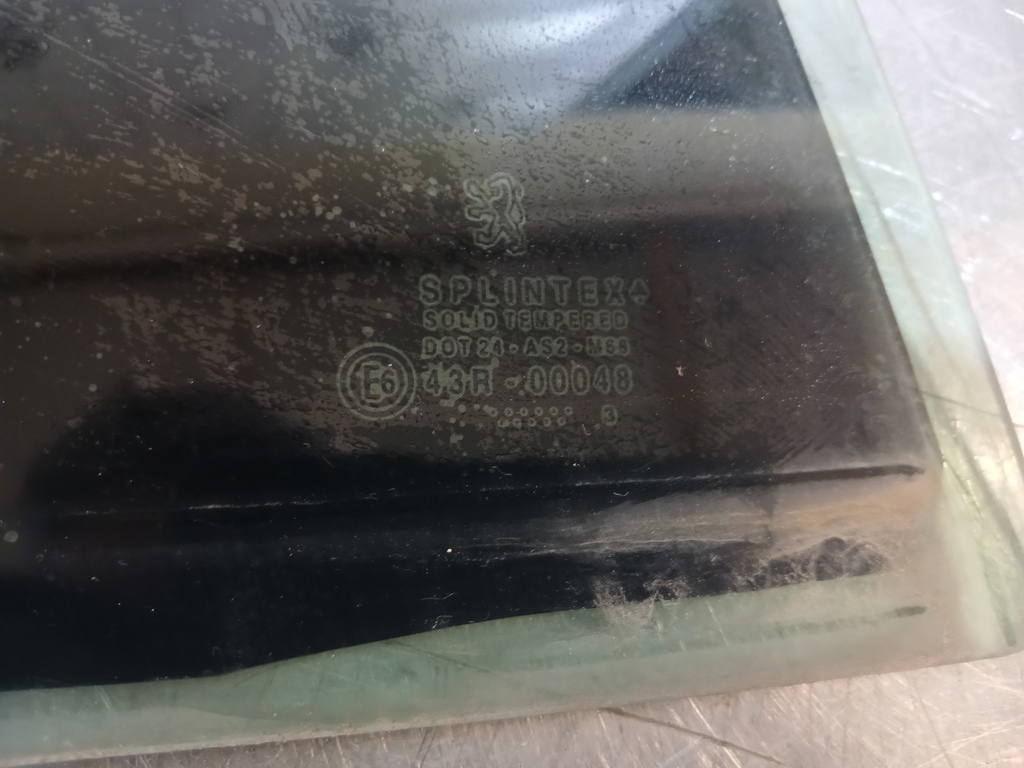 SPLINTEX
SOLID TEMPERED
DOT 24 - AS2 - M86
E6 43R - 00048
3